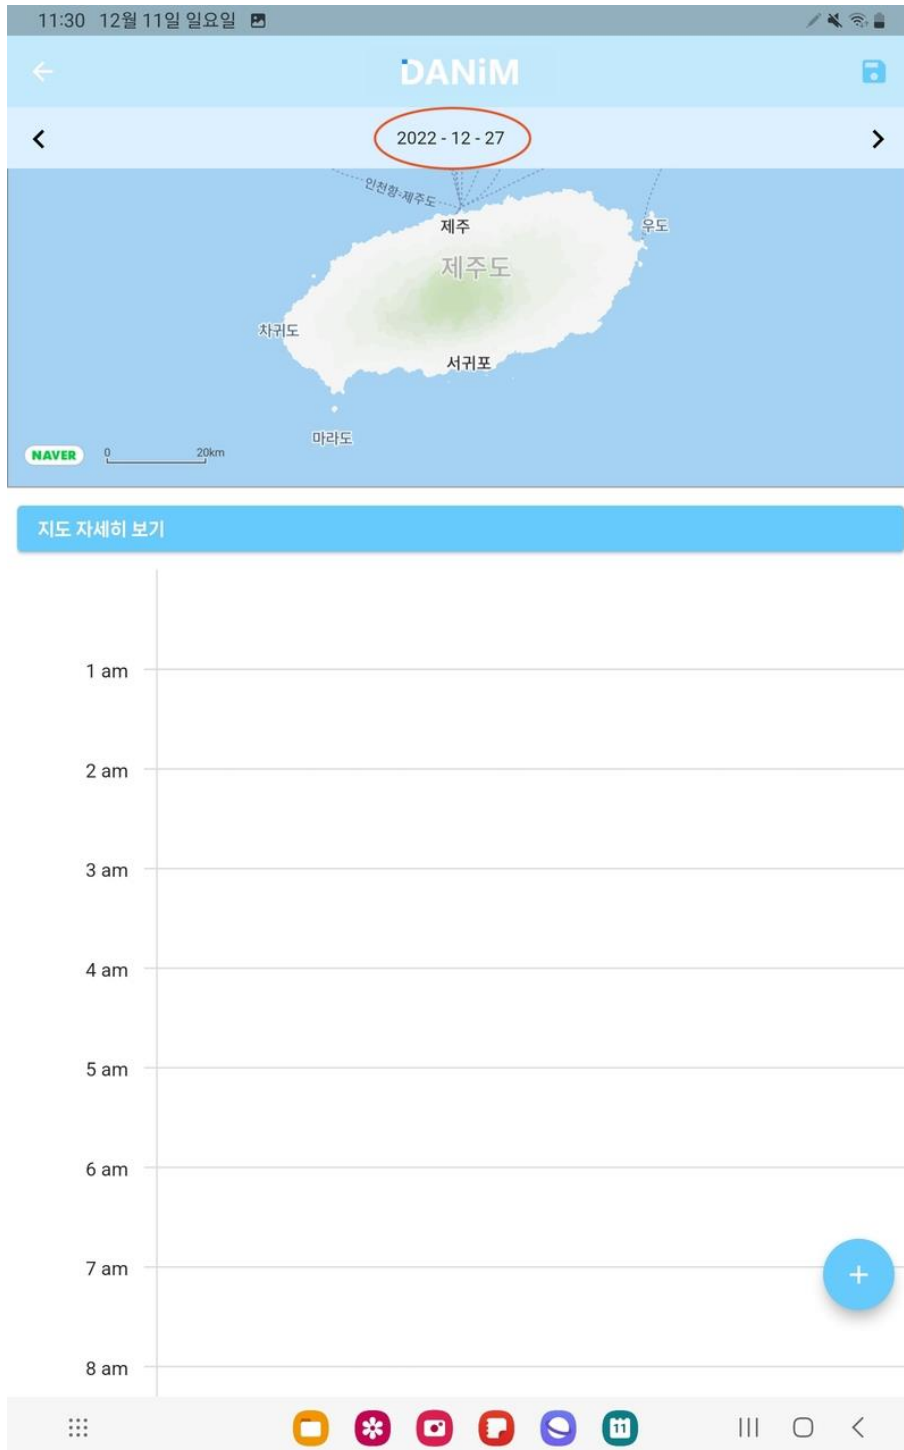 11:30 12월 11일 일요일
DANiM
2022 - 12 - 27
인천항-제주도
제주
우도
제주도
차귀도
서귀포
마라도
NAVER 0 20km
지도 자세히 보기
1 am
2 am
3 am
4 am
5 am
6 am
7 am
+
8 am
11